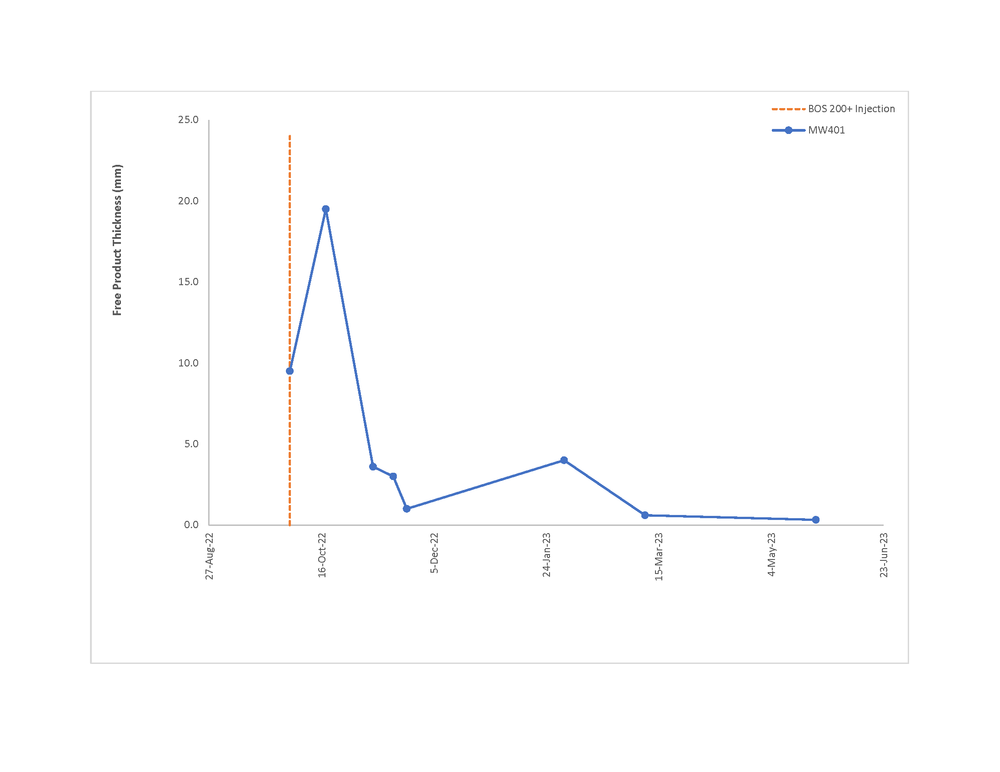 BOS 200+ Injection
MW401
Free Product Thickness (mm)
25.0
20.0
15.0
10.0
5.0
0.0
27-Aug-22
16-Oct-22
5-Dec-22
24-Jan-23
15-Mar-23
4-May-23
23-Jun-23